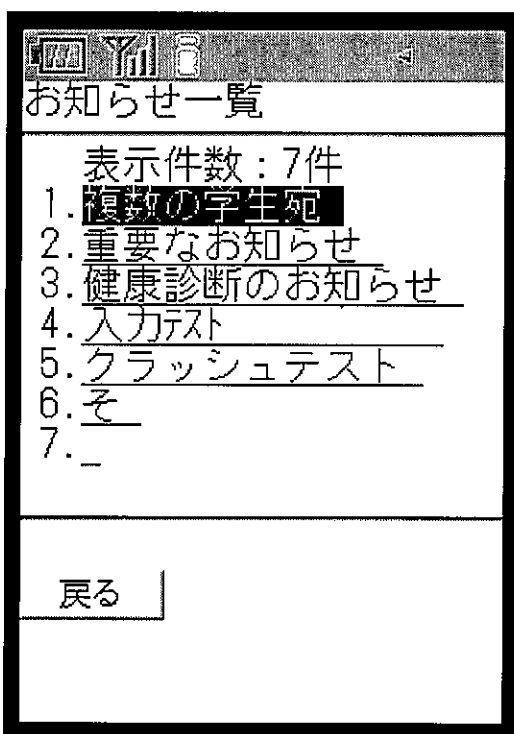 お知らせ一覧
表示件数：7件
1.複数の学生宛
2.重要なお知らせ
3.健康診断のお知らせ
4.入力ﾃｽﾄ
5.クラッシュテスト
6.そ
7.
戻る